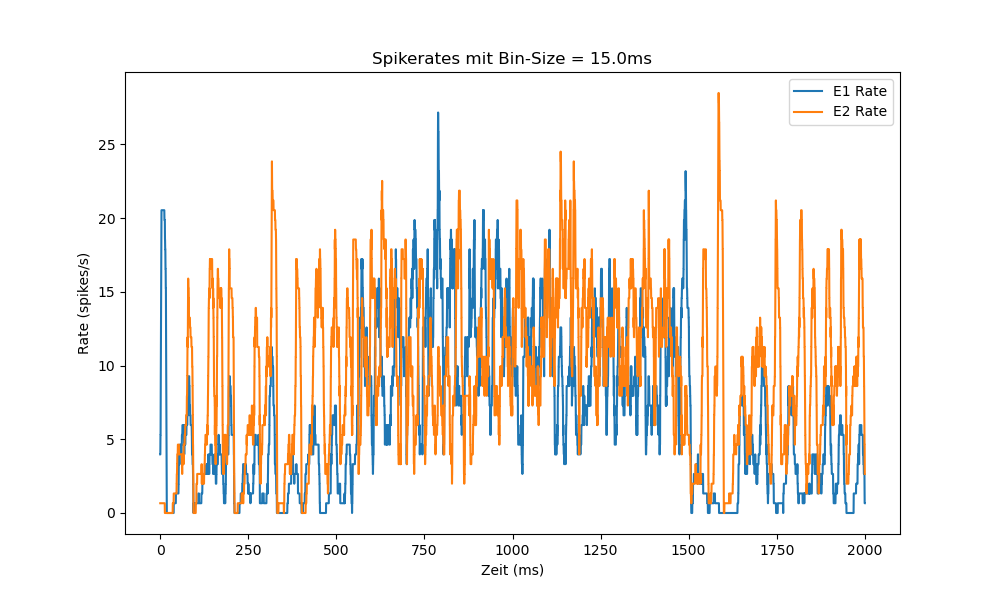 Spikerates mit Bin-Size = 15.0ms
E1 Rate
E2 Rate
Rate (spikes/s)
25
20
15
10
5
0
0 250 500 750 1000 1250 1500 1750 2000
Zeit (ms)